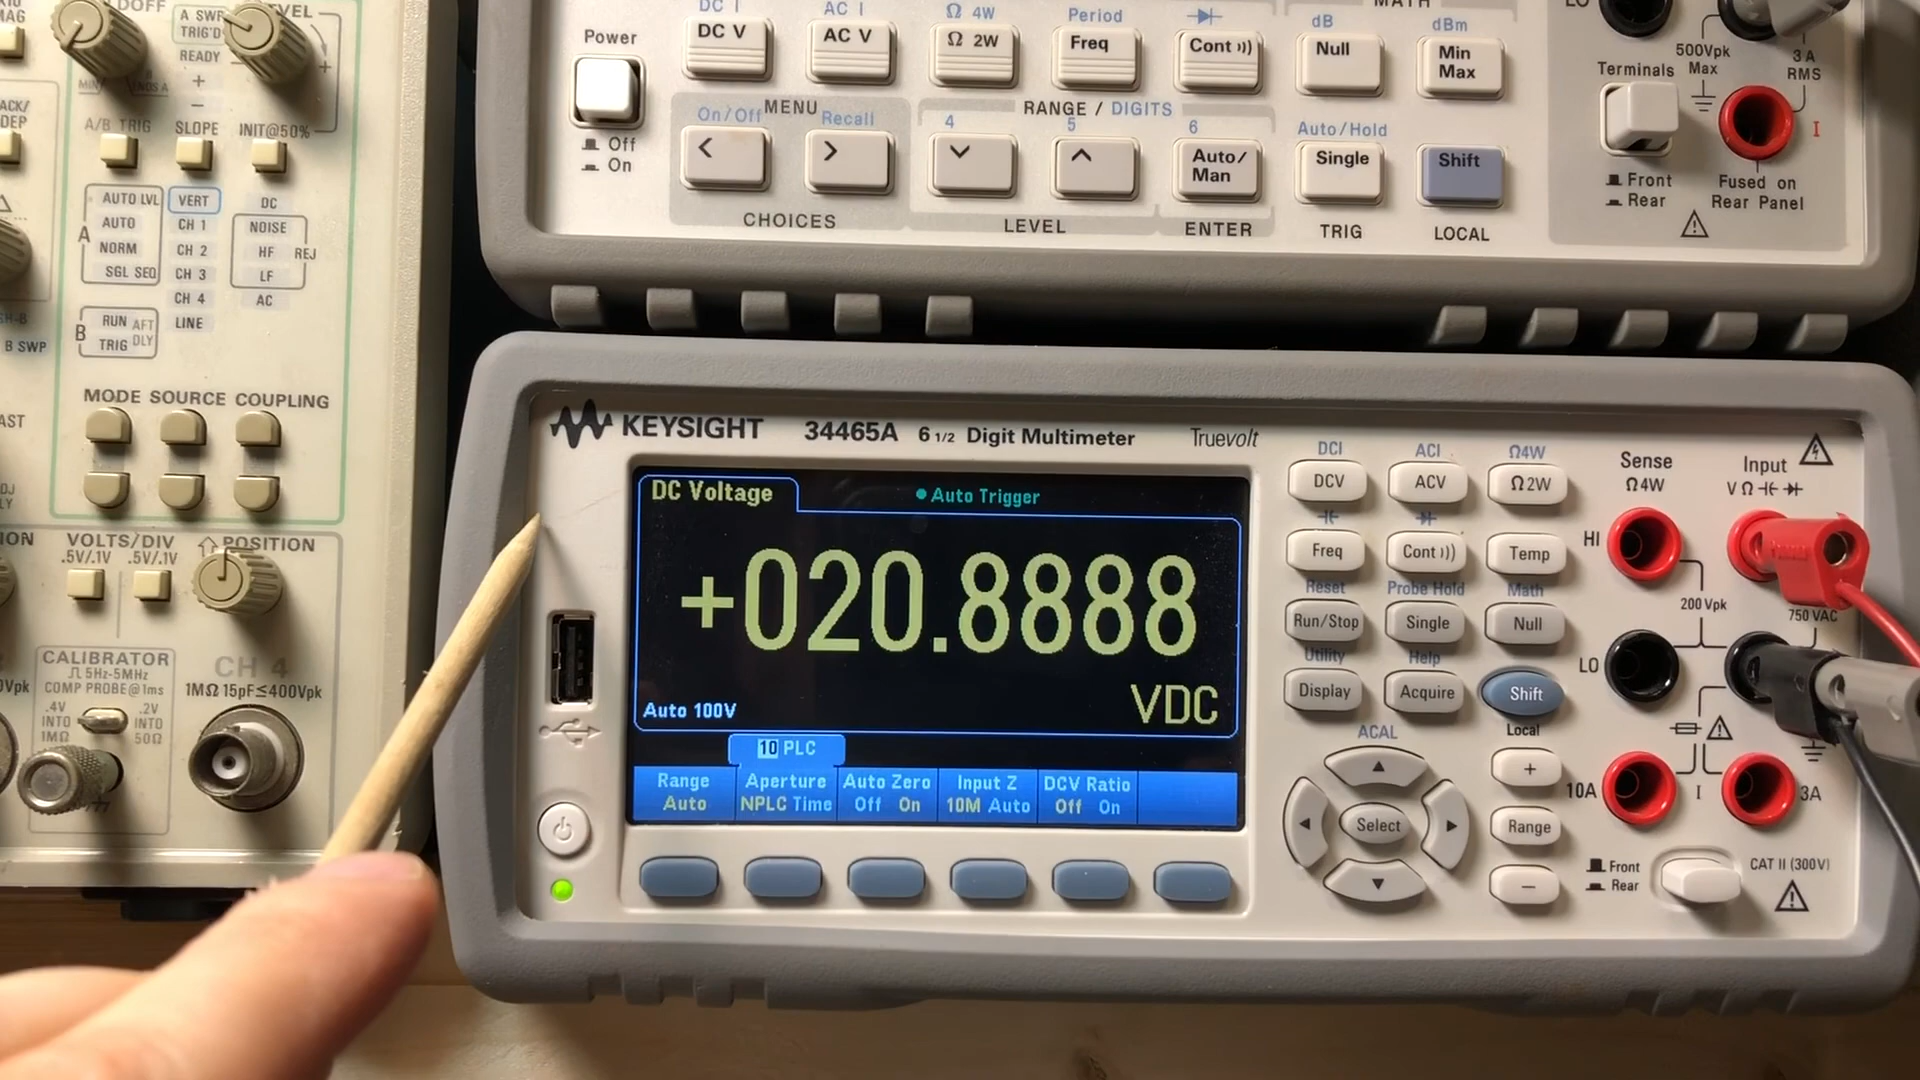 DOFF
LEVEL
A SWP
TRIG'D
READY
+
+
−
A/B TRIG
SLOPE
INIT@50%
AUTO LVL
VERT
DC
AUTO
CH 1
NOISE
A
NORM
CH 2
HF
REJ
SGL SEQ
CH 3
LF
CH 4
AC
B
RUN
AFT
DLY
LINE
TRIG
B SWP
MODE
SOURCE
COUPLING
VOLTS/DIV
POSITION
.5V/.1V
.5V/.1V
CALIBRATOR
5Hz-5MHz
COMP PROBE@1ms
.4V
INTO
1MΩ
.2V
INTO
50Ω
CH 4
1MΩ 15pF≤400Vpk
Power
Off
On
DC I
AC I
Ω 4W
Period
dB
dBm
MATH
LO
DC V
AC V
Ω 2W
Freq
Cont
Null
Min
Max
MENU
On/Off
Recall
RANGE / DIGITS
4
5
6
Auto/Hold
<
>
Auto/
Man
Single
Shift
CHOICES
LEVEL
ENTER
TRIG
LOCAL
500Vpk
Max
3 A
RMS
Terminals
I
Front
Rear
Fused on
Rear Panel
KEYSIGHT
34465A
6 1/2 Digit Multimeter
Truevolt
DC Voltage
Auto Trigger
+020.8888
VDC
Auto 100V
10 PLC
Range
Auto
Aperture
NPLC Time
Auto Zero
Off On
Input Z
10M Auto
DCV Ratio
Off On
DCI
ACI
Ω4W
DCV
ACV
Ω2W
Freq
Cont
Temp
Reset
Probe Hold
Math
Run/Stop
Single
Null
Utility
Help
Display
Acquire
Shift
Local
ACAL
Select
+
Range
−
Sense
Ω4W
Input
V Ω
HI
200 Vpk
750 VAC
LO
10A
I
3A
Front
Rear
CAT II (300V)